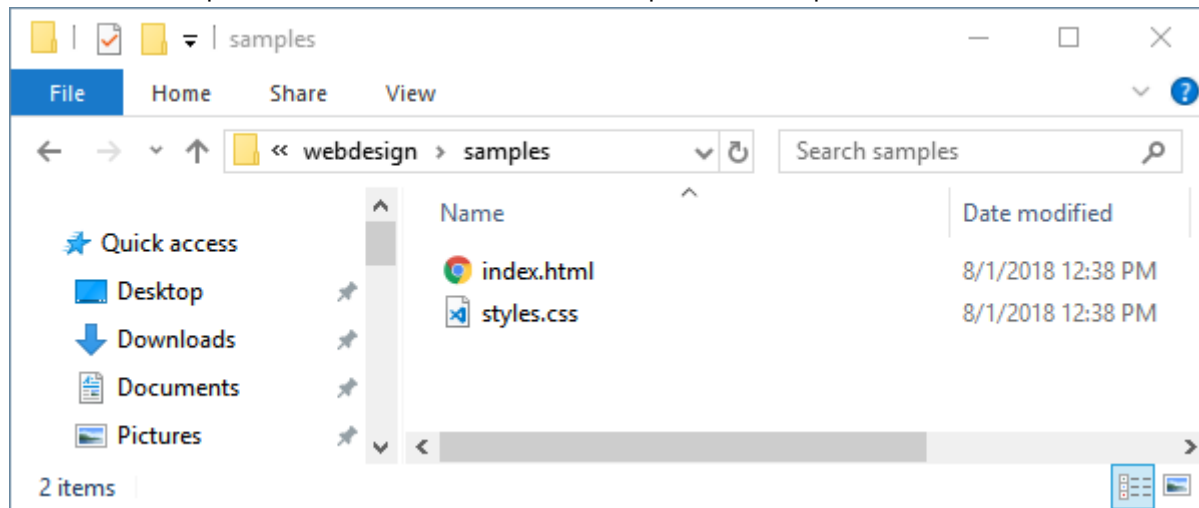 samples
File Home Share View
« webdesign > samples Search samples
Name Date modified
Quick access
index.html 8/1/2018 12:38 PM
Desktop
styles.css 8/1/2018 12:38 PM
Downloads
Documents
Pictures
2 items